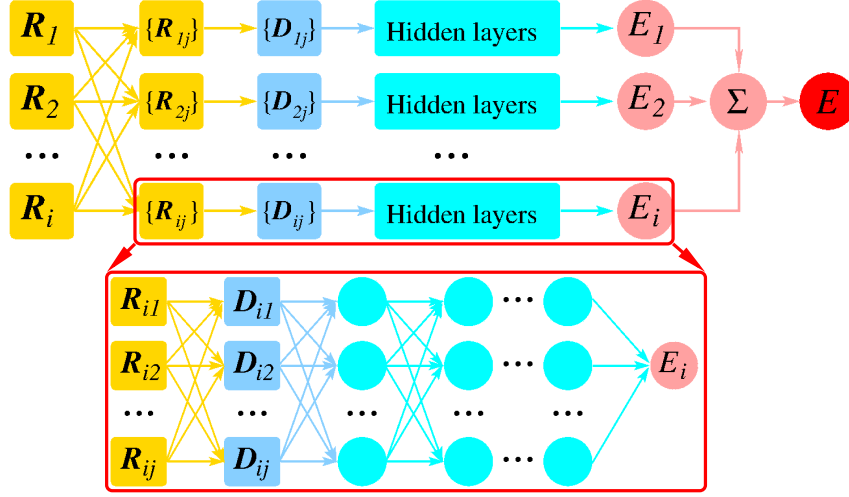 R1 {R1j} {D1j} Hidden layers E1
R2 {R2j} {D2j} Hidden layers E2 Σ E
... ... ... ...
Ri {Rij} {Dij} Hidden layers Ei
Ri1 Di1 ...
Ri2 Di2 ... Ei
... ... ... ... ...
Rij Dij ...